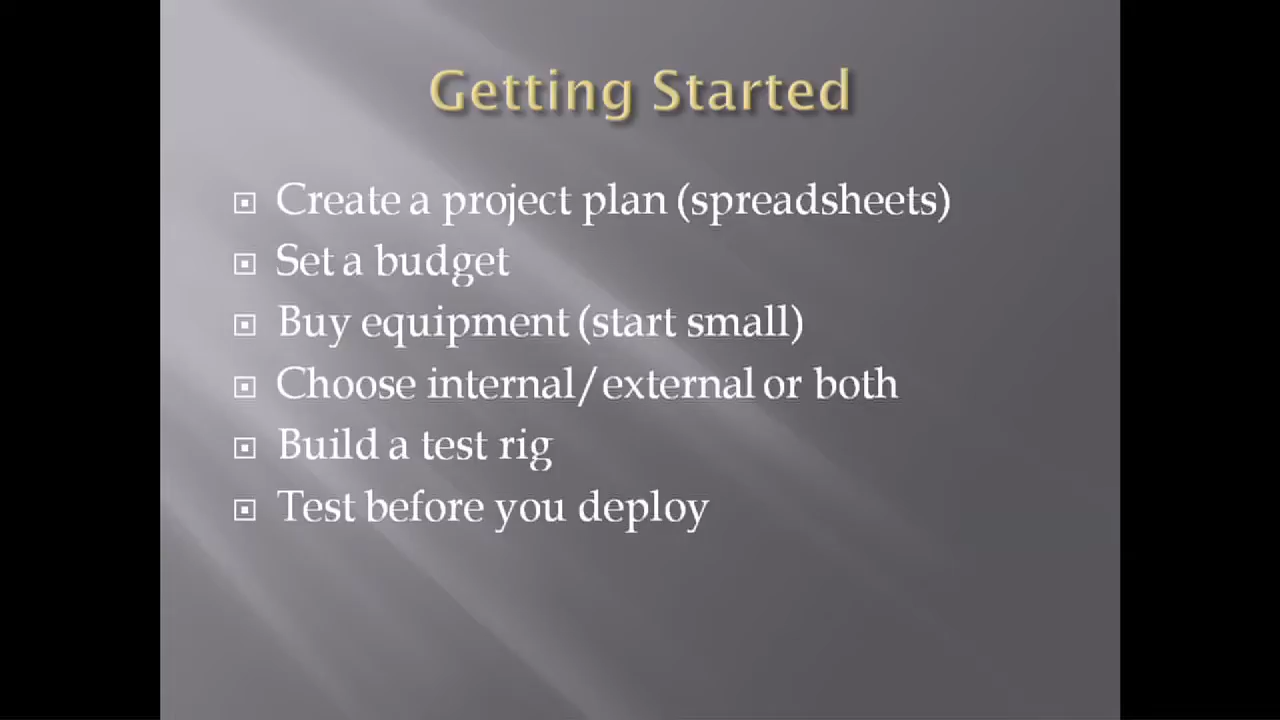 Getting Started
Create a project plan (spreadsheets)
Set a budget
Buy equipment (start small)
Choose internal/external or both
Build a test rig
Test before you deploy